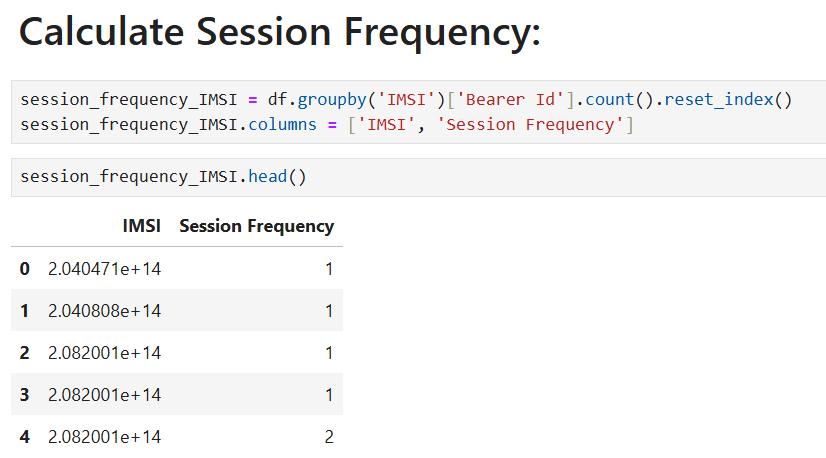 Calculate Session Frequency:
session_frequency_IMSI = df.groupby('IMSI')['Bearer Id'].count().reset_index()
session_frequency_IMSI.columns = ['IMSI', 'Session Frequency']
session_frequency_IMSI.head()
IMSI Session Frequency
0 2.040471e+14 1
1 2.040808e+14 1
2 2.082001e+14 1
3 2.082001e+14 1
4 2.082001e+14 2